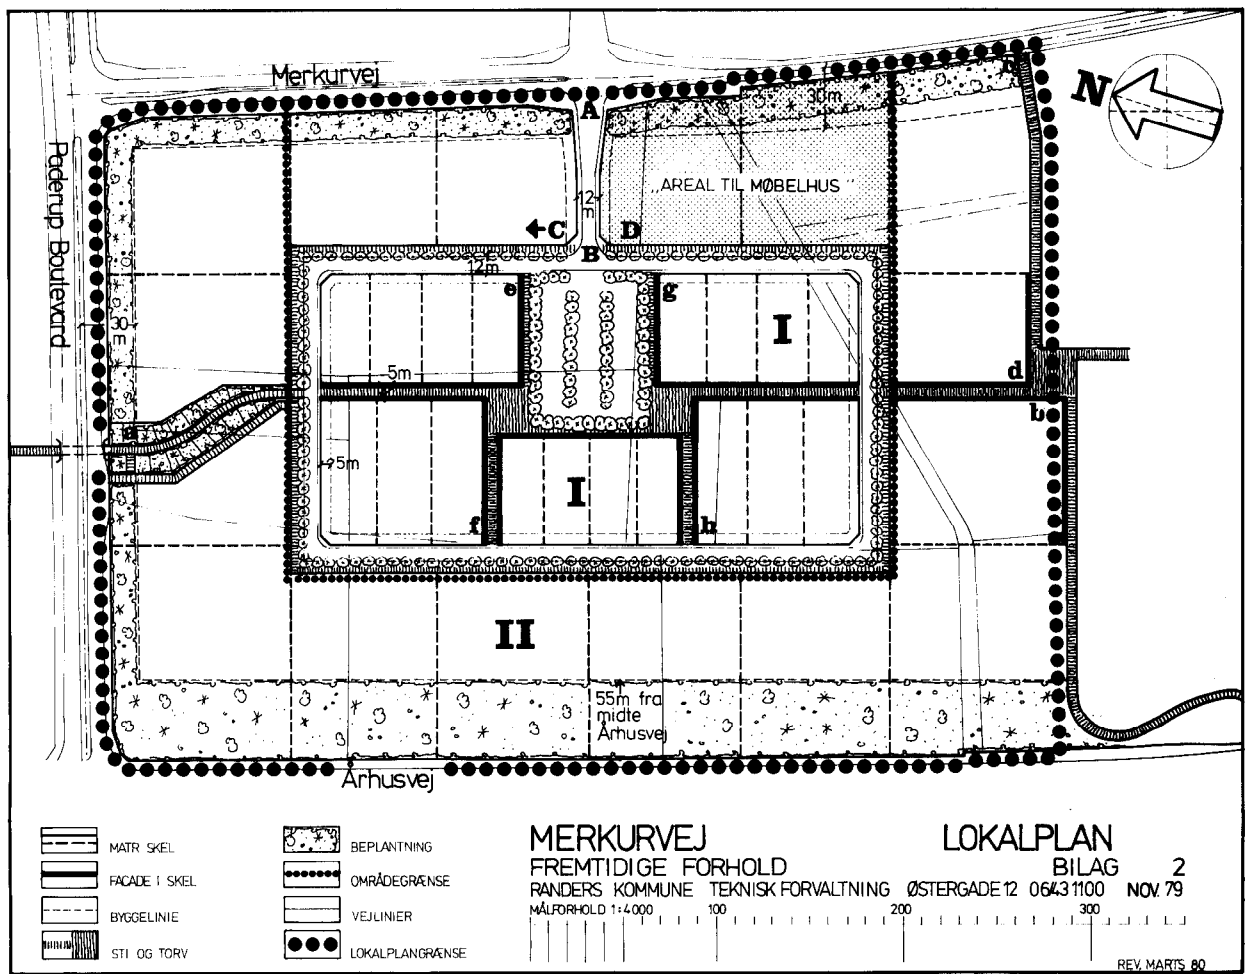 Merkurvej
A
30m
N
Paderup Boulevard
„AREAL TIL MØBELHUS"
12
m
C
D
B
12m
e
g
I
30
m
5m
d
b
a
5m
I
f
h
II
55m fra
midte
Århusvej
Århusvej
MATR SKEL
FACADE I SKEL
BYGGELINIE
STI OG TORV
BEPLANTNING
OMRÅDEGRÆNSE
VEJLINIER
LOKALPLANGRÆNSE
MERKURVEJ LOKALPLAN
FREMTIDIGE FORHOLD BILAG 2
RANDERS KOMMUNE TEKNISK FORVALTNING ØSTERGADE 12 06431100 NOV. 79
MÅLFORHOLD 1:4000 100 200 300
REV. MARTS 80